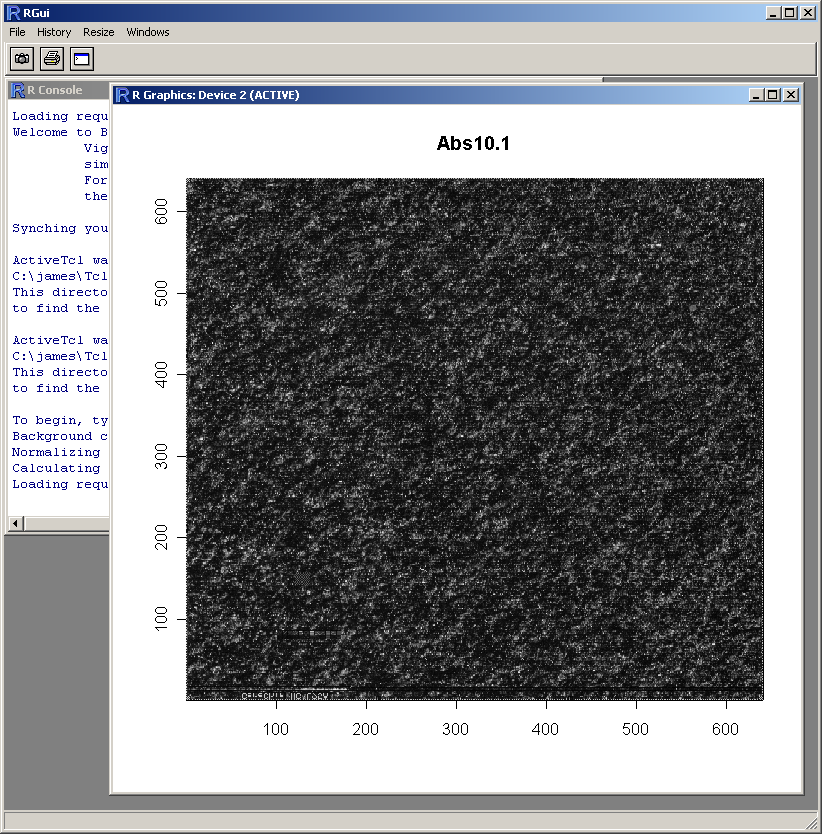 RGui
File History Resize Windows
R Console
Loading requ
Welcome to B
Vig
sim
For
the
Synching you
ActiveTcl wa
C:\james\Tcl
This directo
to find the
ActiveTcl wa
C:\james\Tcl
This directo
to find the
To begin, ty
Background c
Normalizing
Calculating
Loading requ
R Graphics: Device 2 (ACTIVE)
Abs10.1
600
500
400
300
200
100
100 200 300 400 500 600